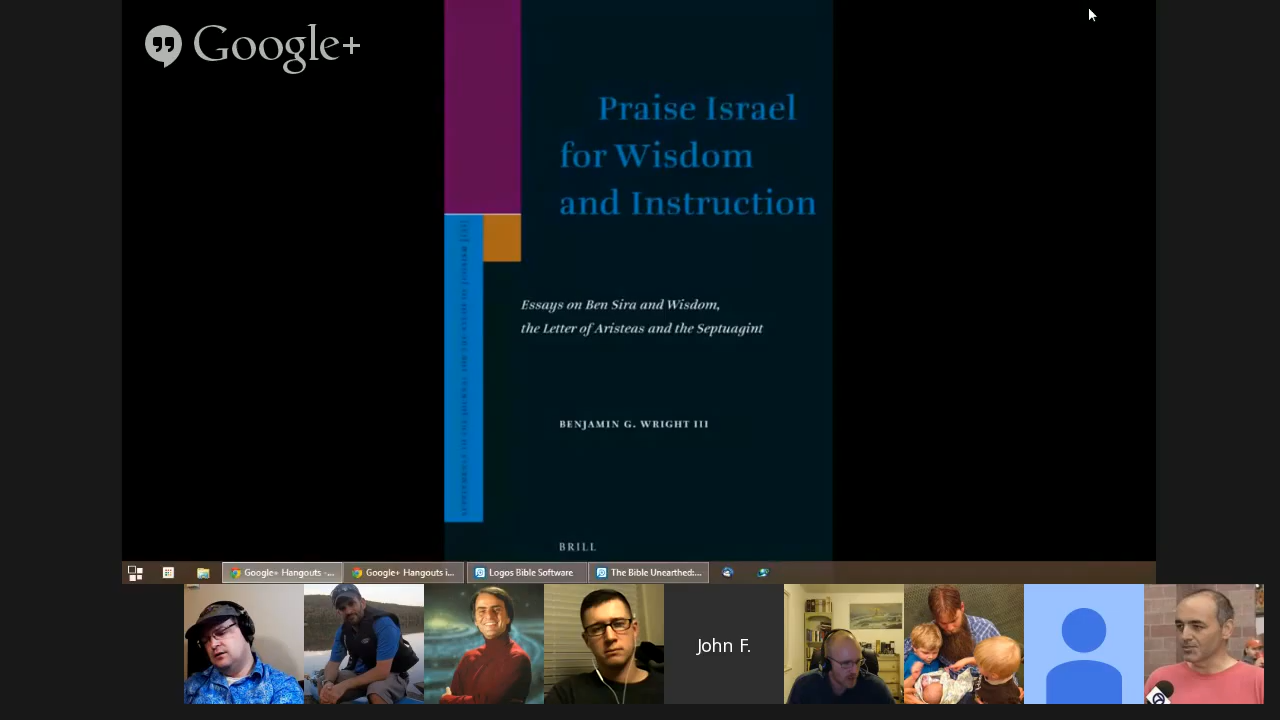 Google+
Praise Israel
for Wisdom
and Instruction
Essays on Ben Sira and Wisdom,
the Letter of Aristeas and the Septuagint
BENJAMIN G. WRIGHT III
BRILL
Google+ Hangouts -...
Google+ Hangouts i...
Logos Bible Software
The Bible Unearthed:...
John F.